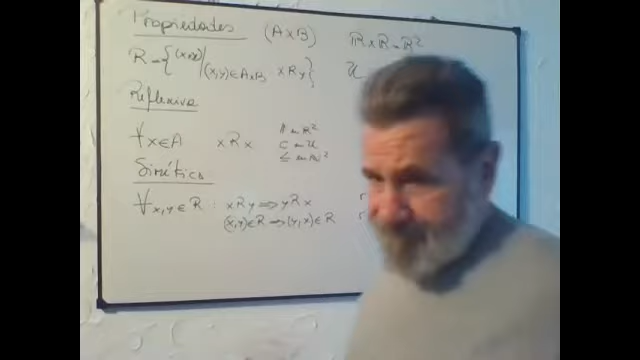 Propiedades (A×B) R×R=R²
R={(x,y)/(x,y)∈A×B xRy}
Reflexiva
∀x∈A xRx
Simétrica
∀x,y∈R : xRy ⟹ yRx
(x,y)∈R ⟹ (y,x)∈R